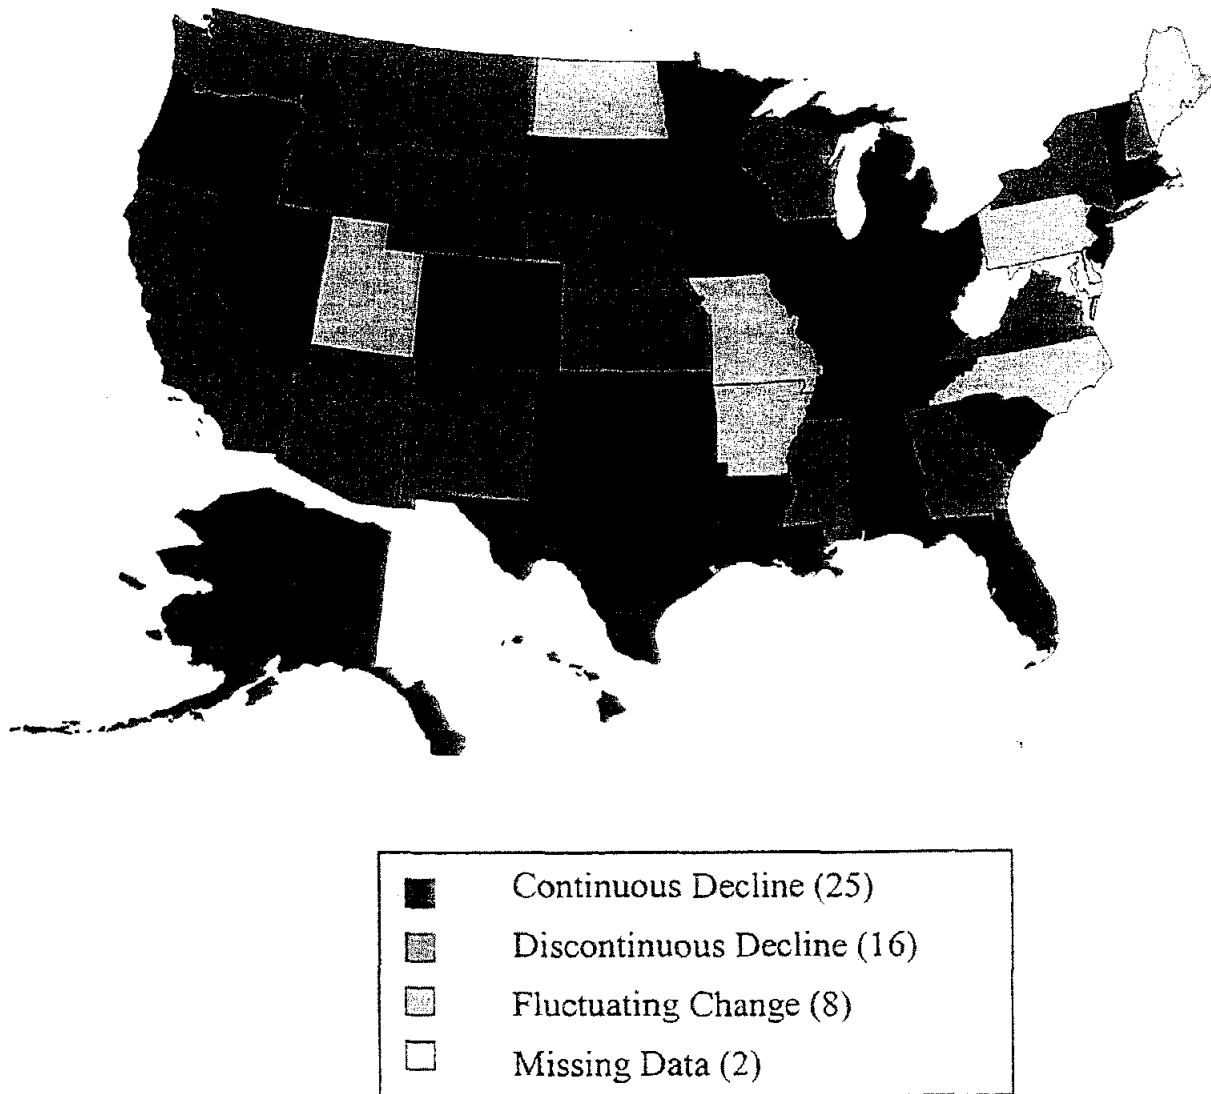 Continuous Decline (25)
Discontinuous Decline (16)
Fluctuating Change (8)
Missing Data (2)